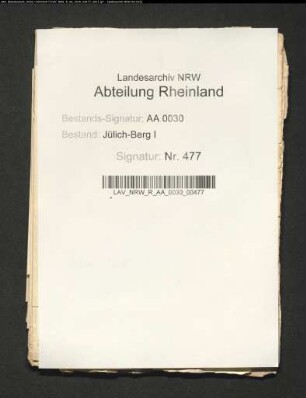 Landesarchiv NRW
Abteilung Rheinland
Bestands-Signatur: AA 0030
Bestand: Jülich-Berg I
Signatur: Nr. 477
LAV_NRW_R_AA_0030_00477